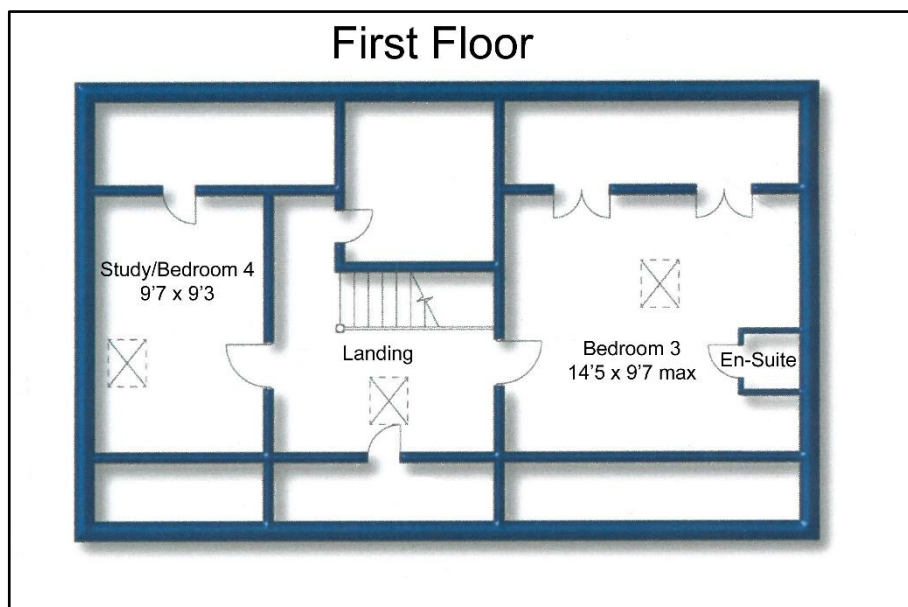 First Floor
Study/Bedroom 4
9’7 x 9’3
Landing
Bedroom 3
14’5 x 9’7 max
En-Suite